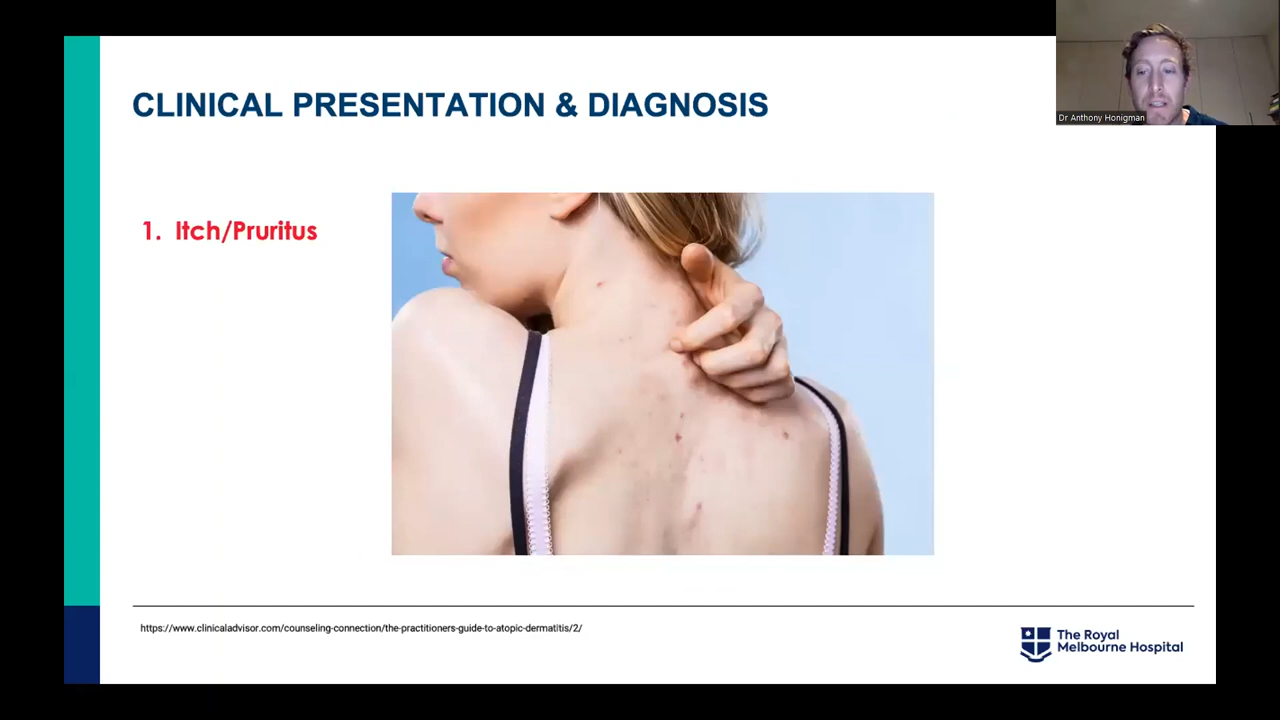 CLINICAL PRESENTATION & DIAGNOSIS
Dr Anthony Honigman
1. Itch/Pruritus
https://www.clinicaladvisor.com/counseling-connection/the-practitioners-guide-to-atopic-dermatitis/2/
The Royal
Melbourne Hospital